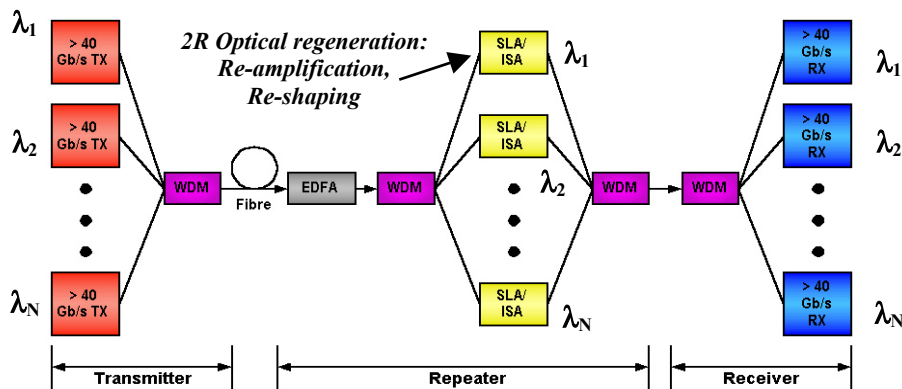 λ1
> 40
Gb/s TX
λ2
> 40
Gb/s TX
λN
> 40
Gb/s TX
WDM
Fibre
EDFA
WDM
2R Optical regeneration:
Re-amplification,
Re-shaping
SLA/
ISA
λ1
SLA/
ISA
λ2
SLA/
ISA
λN
WDM
WDM
> 40
Gb/s
RX
λ1
> 40
Gb/s
RX
λ2
> 40
Gb/s
RX
λN
Transmitter
Repeater
Receiver